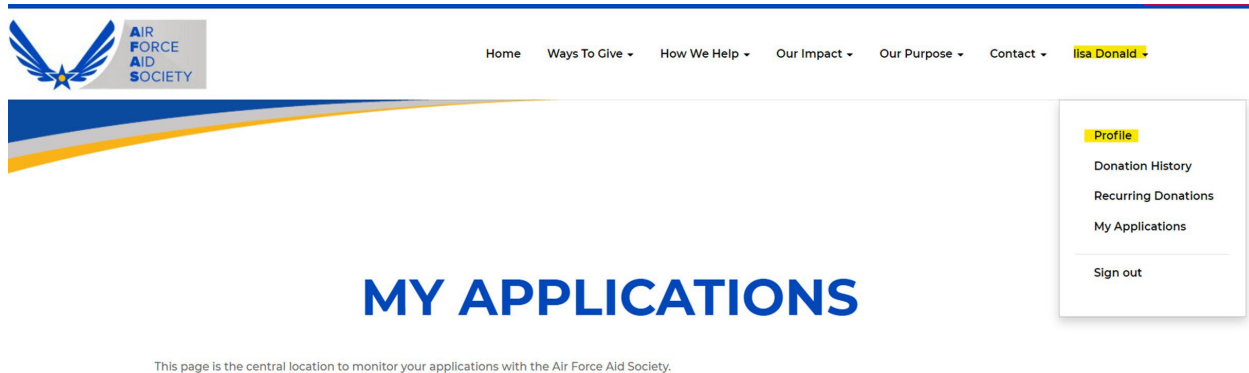 AIR
FORCE
AID
SOCIETY
Home Ways To Give How We Help Our Impact Our Purpose Contact lisa Donald
Profile
Donation History
Recurring Donations
My Applications
Sign out
MY APPLICATIONS
This page is the central location to monitor your applications with the Air Force Aid Society.